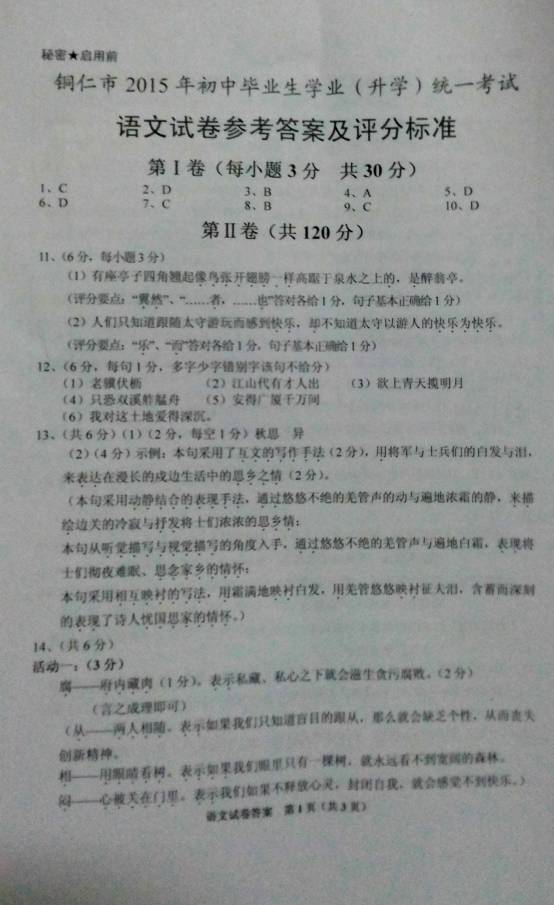 秘密★启用前
铜仁市 2015 年初中毕业生学业(升学)统一考试
语文试卷参考答案及评分标准
第Ⅰ卷(每小题 3 分 共 30 分)
1、C 2、D 3、B 4、A 5、D
6、D 7、C 8、B 9、C 10、D
第Ⅱ卷(共 120 分)
11、(6 分,每小题 3 分)
(1)有座亭子四角翘起像鸟张开翅膀一样高踞于泉水之上的,是醉翁亭。
(评分要点:“翼然”、“……者,……也”答对各给 1 分,句子基本正确给 1 分)
(2)人们只知道跟随太守游玩而感到快乐,却不知道太守以游人的快乐为快乐。
(评分要点:“乐”、“而”答对各给 1 分,句子基本正确给 1 分)
12、(6 分,每句 1 分,多字少字错别字该句不给分)
(1)老骥伏枥 (2)江山代有才人出 (3)欲上青天揽明月
(4)只恐双溪舴艋舟 (5)安得广厦千万间
(6)我对这土地爱得深沉。
13、(共 6 分)(1)(2 分,每空 1 分)秋思 异
(2)(4 分)示例:本句采用了互文的写作手法(2 分),用将军与士兵们的白发与泪,
来表达在漫长的戍边生活中的思乡之情(2 分)。
(本句采用动静结合的表现手法,通过悠悠不绝的羌管声的动与遍地浓霜的静,来描
绘边关的冷寂与抒发将士们浓浓的思乡情;
本句从听觉描写与视觉描写的角度入手,通过悠悠不绝的羌管声与遍地白霜,表现将
士们彻夜难眠、思念家乡的情怀;
本句采用相互映衬的写法,用霜满地映衬白发,用羌管悠悠映衬征夫泪,含蓄而深刻
的表现了诗人忧国思家的情怀。)
14、(共 6 分)
活动一:(3 分)
腐——府内藏肉(1 分)。表示私藏、私心之下就会滋生贪污腐败。(2 分)
(言之成理即可)
(从——两人相随。表示如果我们只知道盲目的跟从,那么就会缺乏个性,从而丧失
创新精神。
相——用眼睛看树。表示如果我们眼里只有一棵树,就永远看不到宽阔的森林。
闷——心被关在门里。表示我们如果不释放心灵,封闭自我,就会感觉不到快乐。)
语文试卷答案 第 1 页(共 3 页)